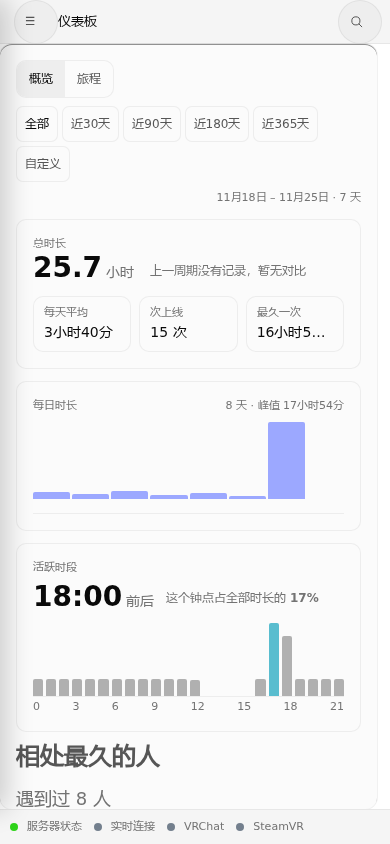 仪表板
概览 旅程
全部 近30天 近90天 近180天 近365天
自定义
11月18日 – 11月25日 · 7 天
总时长
25.7 小时 上一周期没有记录，暂无对比
每天平均 次上线 最久一次
3小时40分 15 次 16小时5…
每日时长 8 天 · 峰值 17小时54分
活跃时段
18:00 前后 这个钟点占全部时长的 17%
0 3 6 9 12 15 18 21
相处最久的人
遇到过 8 人
服务器状态 实时连接 VRChat SteamVR